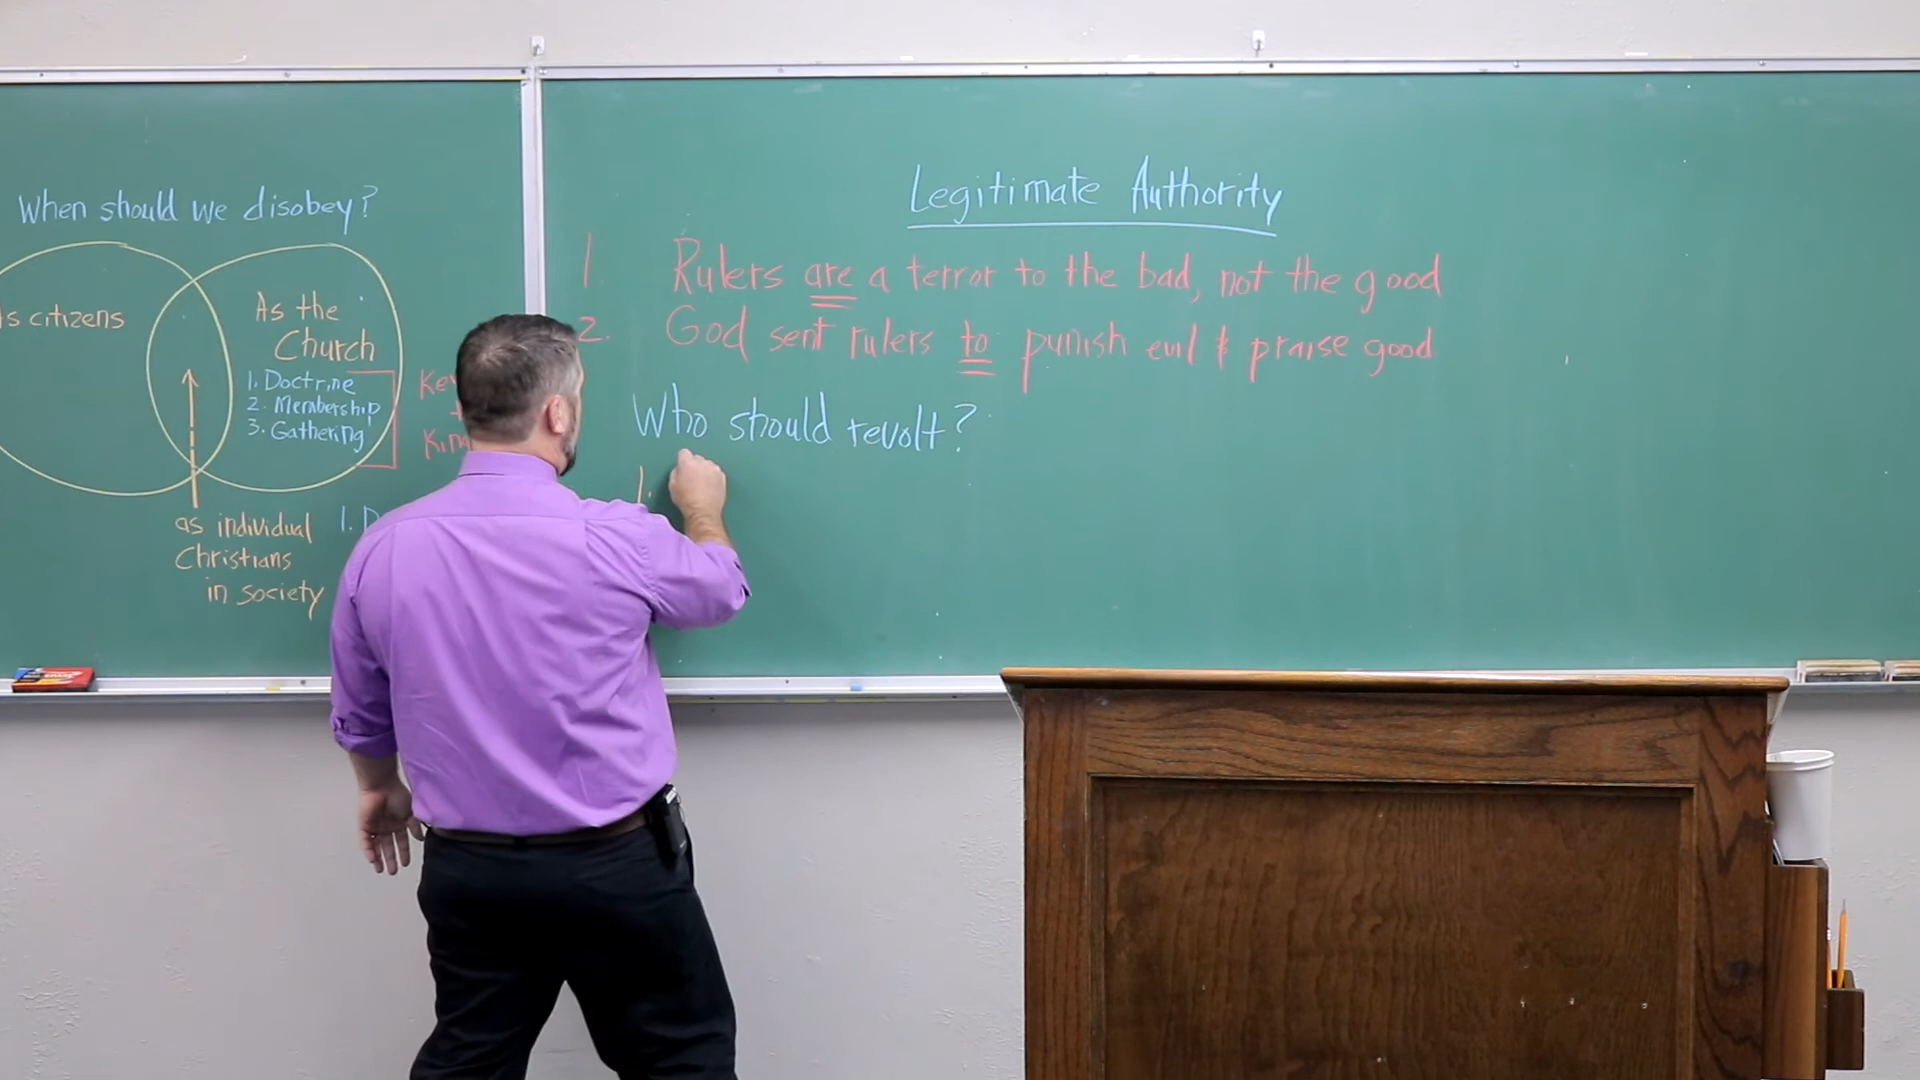 When should we disobey?
As the
Church
s citizens
1. Doctrine
2. Membership
3. Gathering
as individual
Christians
in society
1. D
Legitimate Authority
1. Rulers are a terror to the bad, not the good
2. God sent rulers to punish evil & praise good
Who should revolt?
1.